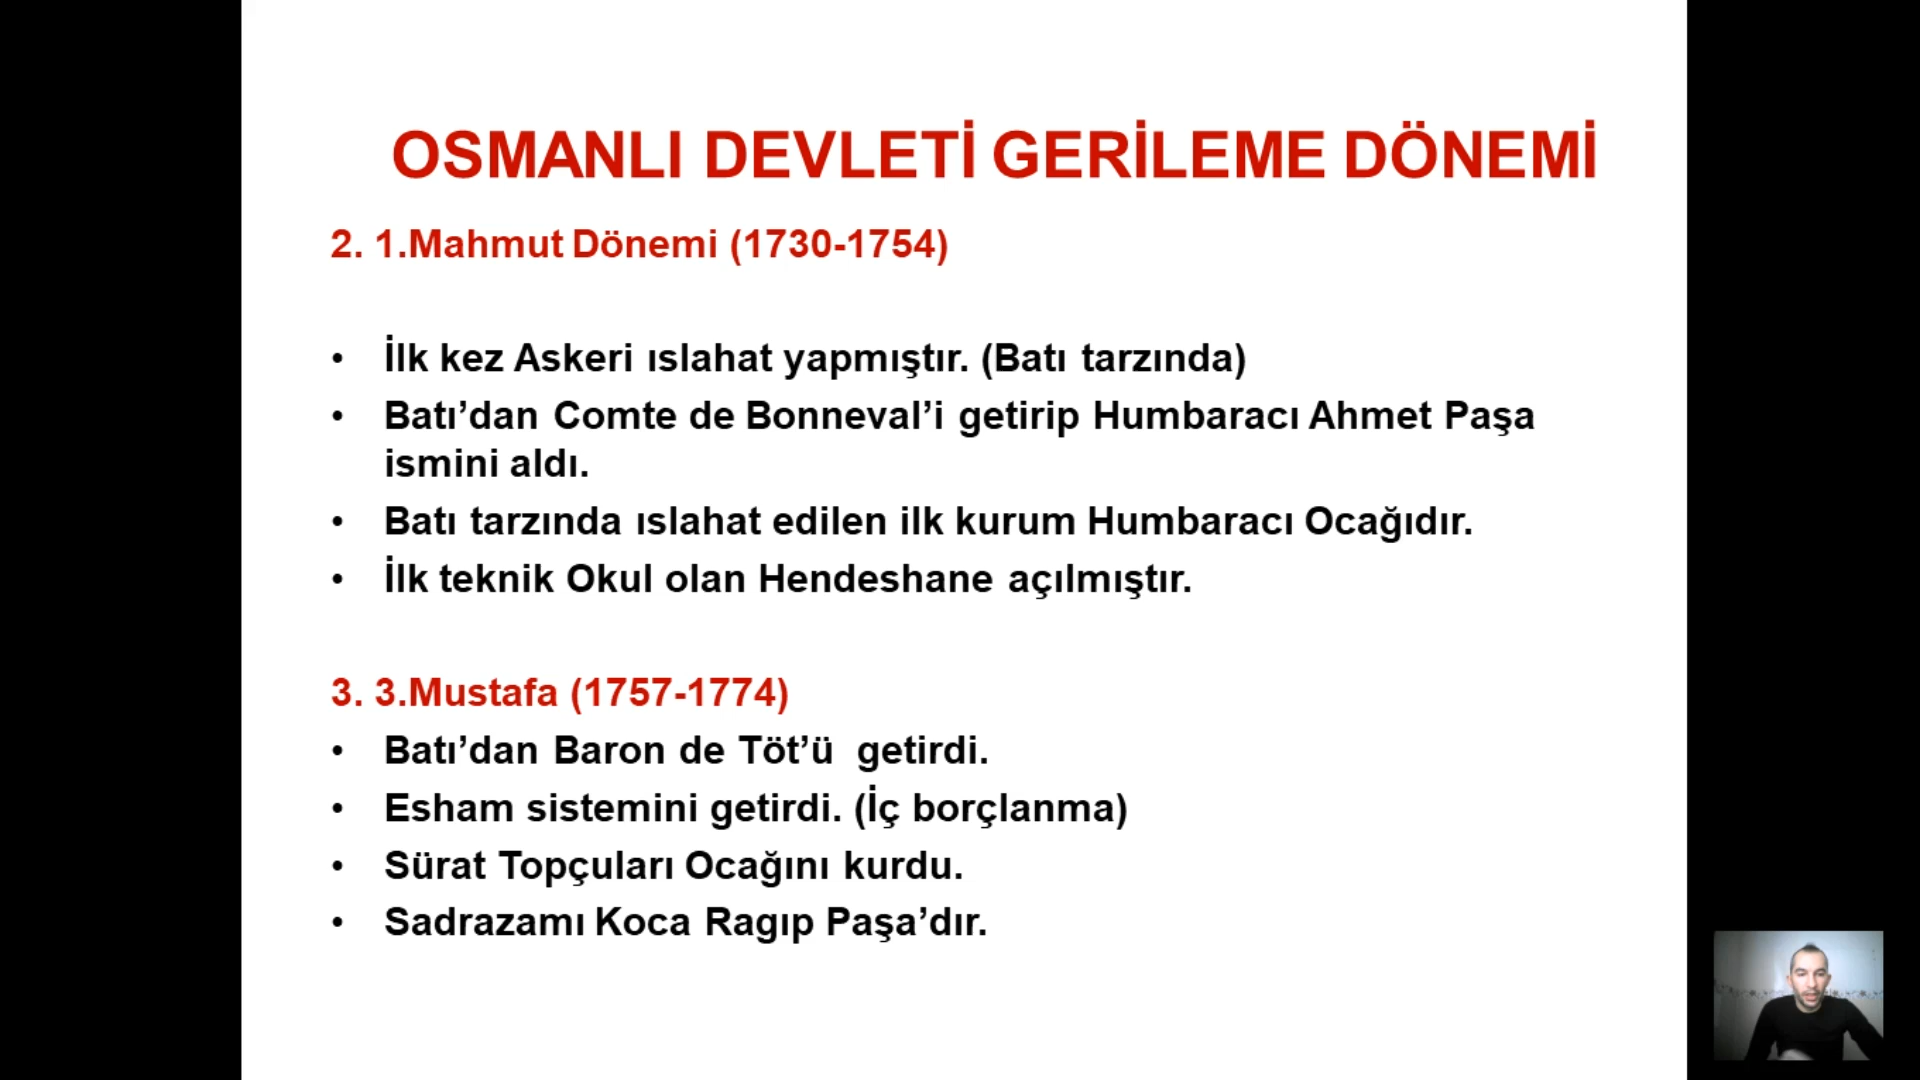 OSMANLI DEVLETİ GERİLEME DÖNEMİ
2. 1.Mahmut Dönemi (1730-1754)
• İlk kez Askeri ıslahat yapmıştır. (Batı tarzında)
• Batı’dan Comte de Bonneval’i getirip Humbaracı Ahmet Paşa
ismini aldı.
• Batı tarzında ıslahat edilen ilk kurum Humbaracı Ocağıdır.
• İlk teknik Okul olan Hendeshane açılmıştır.
3. 3.Mustafa (1757-1774)
• Batı’dan Baron de Töt’ü getirdi.
• Esham sistemini getirdi. (İç borçlanma)
• Sürat Topçuları Ocağını kurdu.
• Sadrazamı Koca Ragıp Paşa’dır.